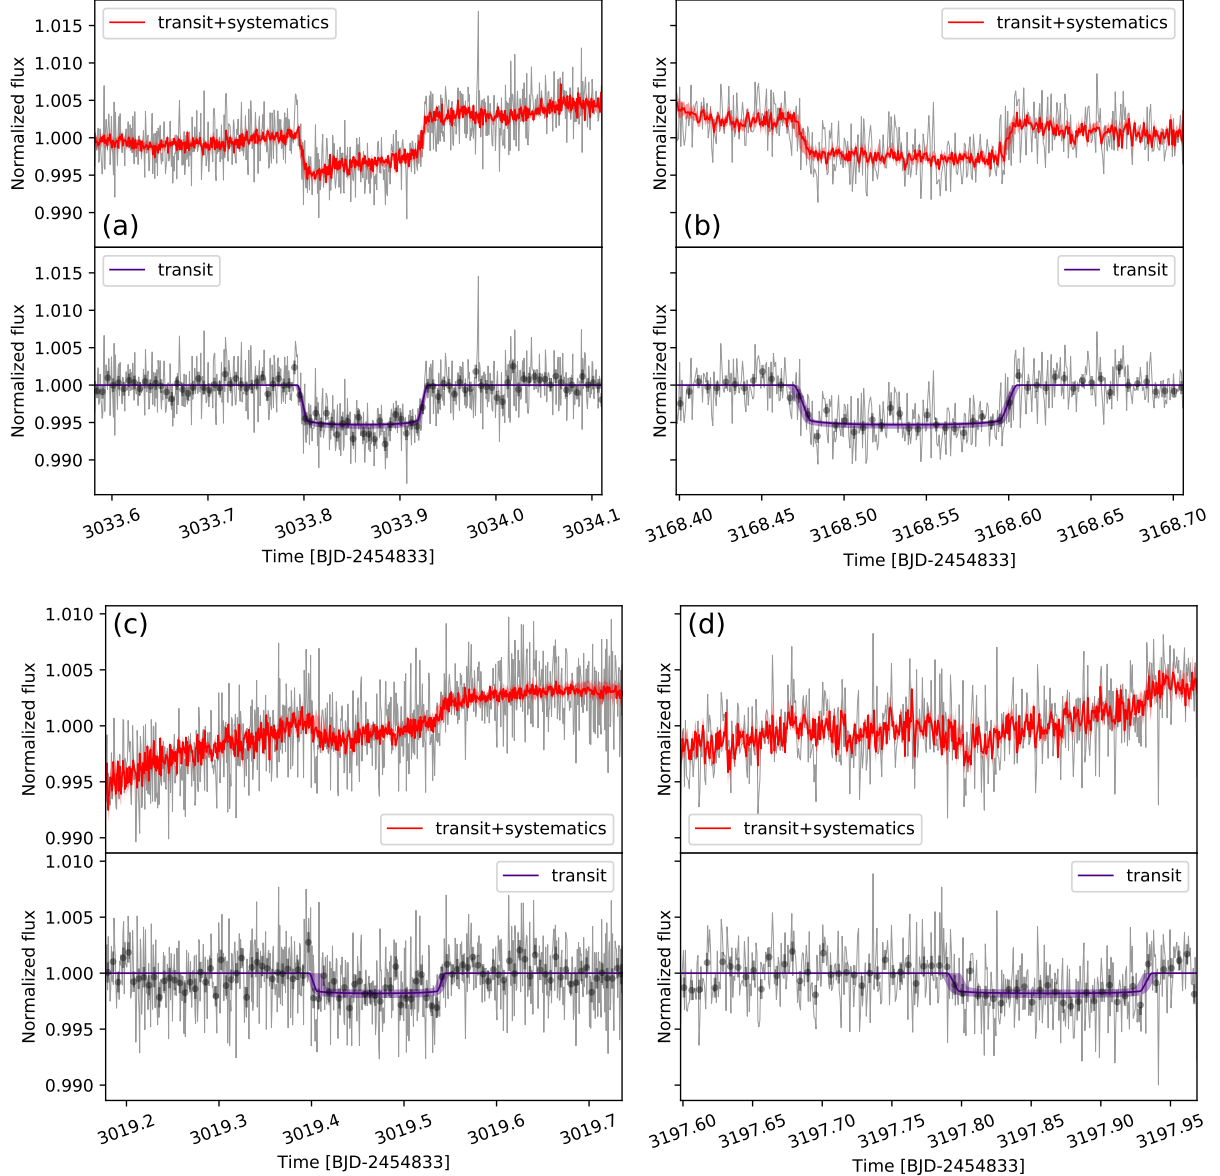 transit+systematics
1.015
1.010
1.005
1.000
0.995
0.990
Normalized flux
(a)
transit
1.015
1.010
1.005
1.000
0.995
0.990
Normalized flux
3033.6 3033.7 3033.8 3033.9 3034.0 3034.1
Time [BJD-2454833]
transit+systematics
Normalized flux
(b)
transit
Normalized flux
3168.40 3168.45 3168.50 3168.55 3168.60 3168.65 3168.70
Time [BJD-2454833]
(c)
1.010
1.005
1.000
0.995
0.990
Normalized flux
transit+systematics
transit
1.010
1.005
1.000
0.995
0.990
Normalized flux
3019.2 3019.3 3019.4 3019.5 3019.6 3019.7
Time [BJD-2454833]
(d)
Normalized flux
transit+systematics
transit
Normalized flux
3197.60 3197.65 3197.70 3197.75 3197.80 3197.85 3197.90 3197.95
Time [BJD-2454833]